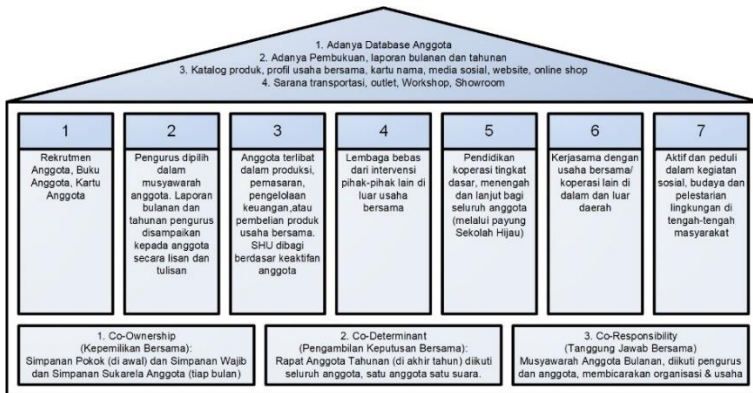 1. Adanya Database Anggota
2. Adanya Pembukuan, laporan bulanan dan tahunan
3. Katalog produk, profil usaha bersama, kartu nama, media sosial, website, online shop
4. Sarana transportasi, outlet, Workshop, Showroom
1
Rekrutmen
Anggota, Buku
Anggota, Kartu
Anggota
2
Pengurus dipilih
dalam
musyawarah
anggota. Laporan
bulanan dan
tahunan pengurus
disampaikan
kepada anggota
secara lisan dan
tulisan
3
Anggota terlibat
dalam produksi,
pemasaran,
pengelolaan
keuangan,atau
pembelian produk
usaha bersama.
SHU dibagi
berdasar keaktifan
anggota
4
Lembaga bebas
dari intervensi
pihak-pihak lain di
luar usaha
bersama
5
Pendidikan
koperasi tingkat
dasar, menengah
dan lanjut bagi
seluruh anggota
(melalui payung
Sekolah Hijau)
6
Kerjasama dengan
usaha bersama/
koperasi lain di
dalam dan luar
daerah
7
Aktif dan peduli
dalam kegiatan
sosial, budaya dan
pelestarian
lingkungan di
tengah-tengah
masyarakat
1. Co-Ownership
(Kepemilikan Bersama):
Simpanan Pokok (di awal) dan Simpanan Wajib
dan Simpanan Sukarela Anggota (tiap bulan)
2. Co-Determinant
(Pengambilan Keputusan Bersama):
Rapat Anggota Tahunan (di akhir tahun) diikuti
seluruh anggota, satu anggota satu suara.
3. Co-Responsibility
(Tanggung Jawab Bersama)
Musyawarah Anggota Bulanan, diikuti pengurus
dan anggota, membicarakan organisasi & usaha